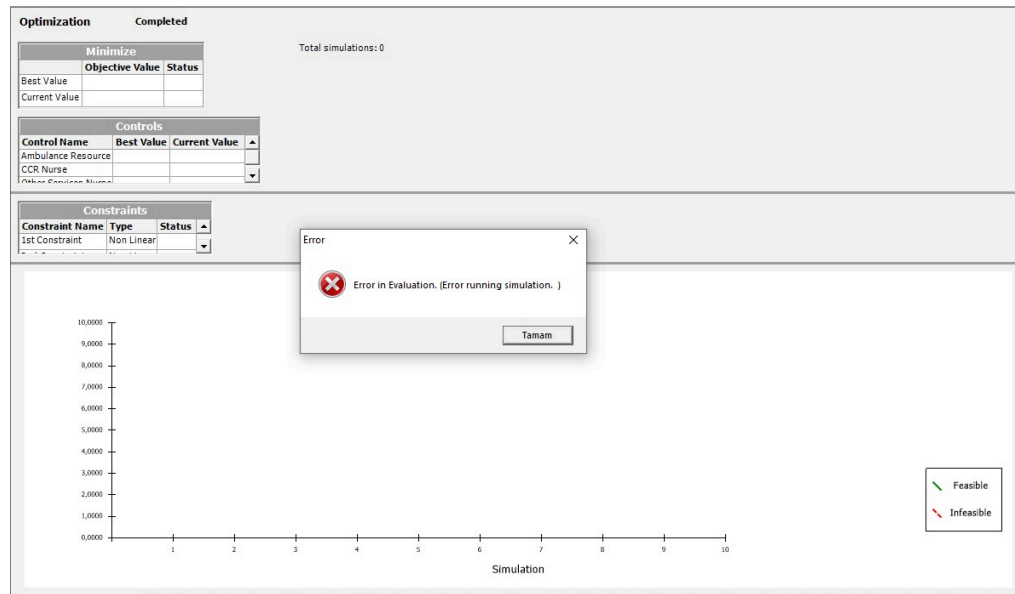 Optimization Completed
Total simulations: 0
Minimize
Objective Value Status
Best Value
Current Value
Controls
Control Name Best Value Current Value
Ambulance Resource
CCR Nurse
Other Services Nurse
Constraints
Constraint Name Type Status
1st Constraint Non Linear
Error
Error in Evaluation. (Error running simulation. )
Tamam
10,0000
9,0000
8,0000
7,0000
6,0000
5,0000
4,0000
3,0000
2,0000
1,0000
0,0000
1 2 3 4 5 6 7 8 9 10
Simulation
Feasible
Infeasible